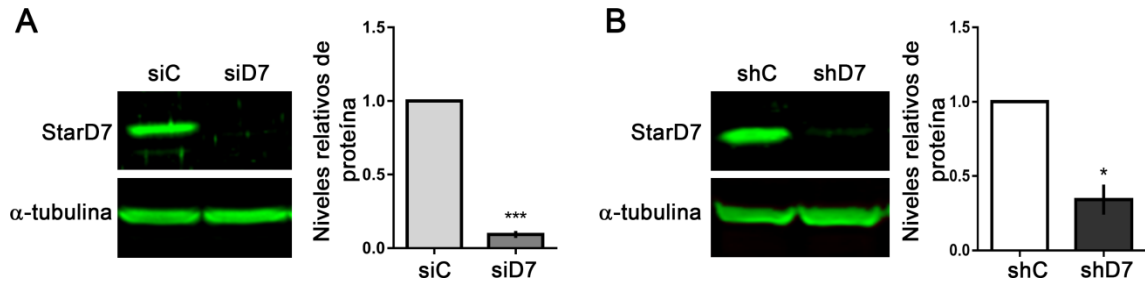 A
siC siD7
StarD7
α-tubulina
Niveles relativos de
proteína
1.5
1.0
0.5
0.0
***
siC siD7
B
shC shD7
StarD7
α-tubulina
Niveles relativos de
proteína
1.5
1.0
0.5
0.0
*
shC shD7